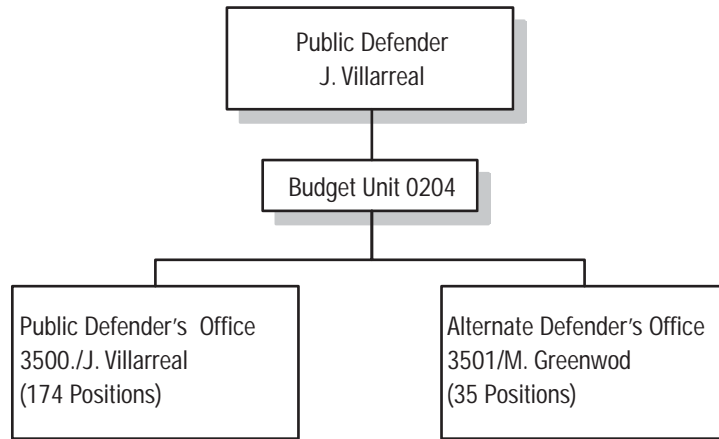 Public Defender
J. Villarreal
Budget Unit 0204
Public Defender's Office
3500./J. Villarreal
(174 Positions)
Alternate Defender's Office
3501/M. Greenwod
(35 Positions)